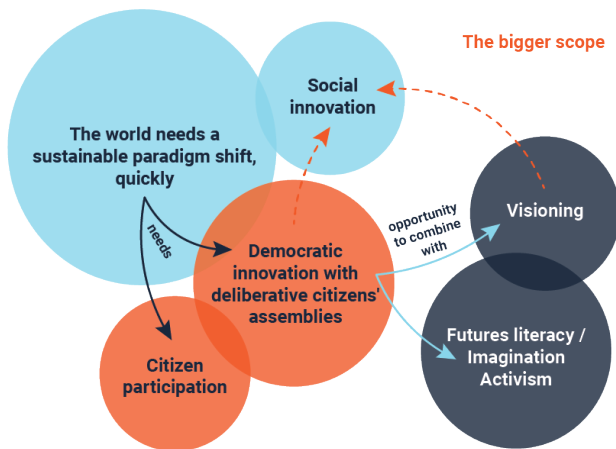 The bigger scope
Social
innovation
The world needs a
sustainable paradigm shift,
quickly
needs
opportunity
to combine
with
Visioning
Democratic
innovation with
deliberative citizens'
assemblies
Futures literacy /
Imagination
Activism
Citizen
participation